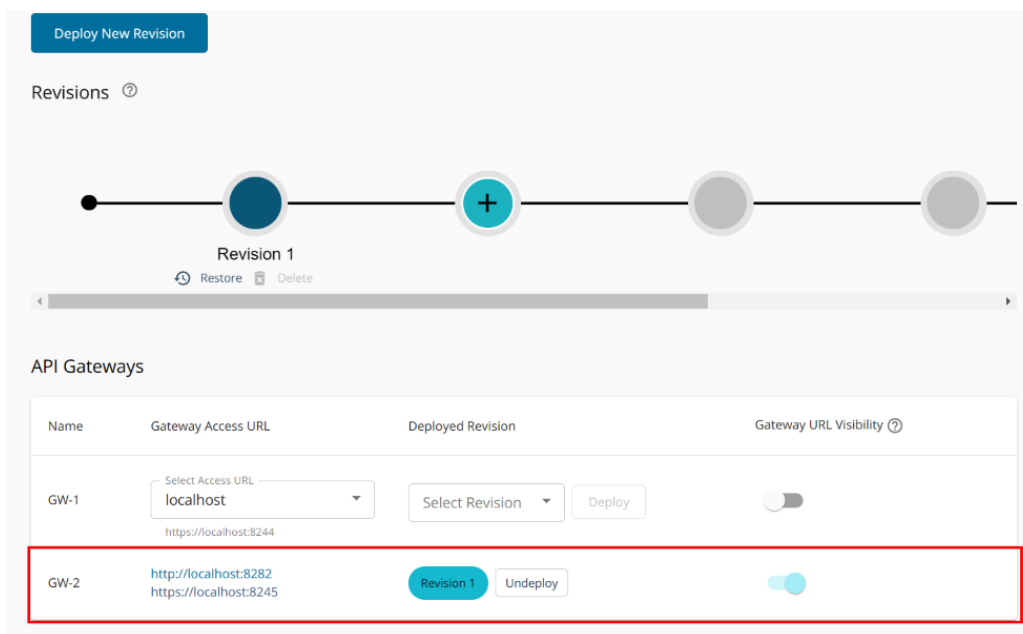 Deploy New Revision
Revisions
+
Revision 1
Restore Delete
API Gateways
Name Gateway Access URL Deployed Revision Gateway URL Visibility
Select Access URL
GW-1 localhost Select Revision Deploy
https://localhost:8244
GW-2 http://localhost:8282 Revision 1 Undeploy
https://localhost:8245